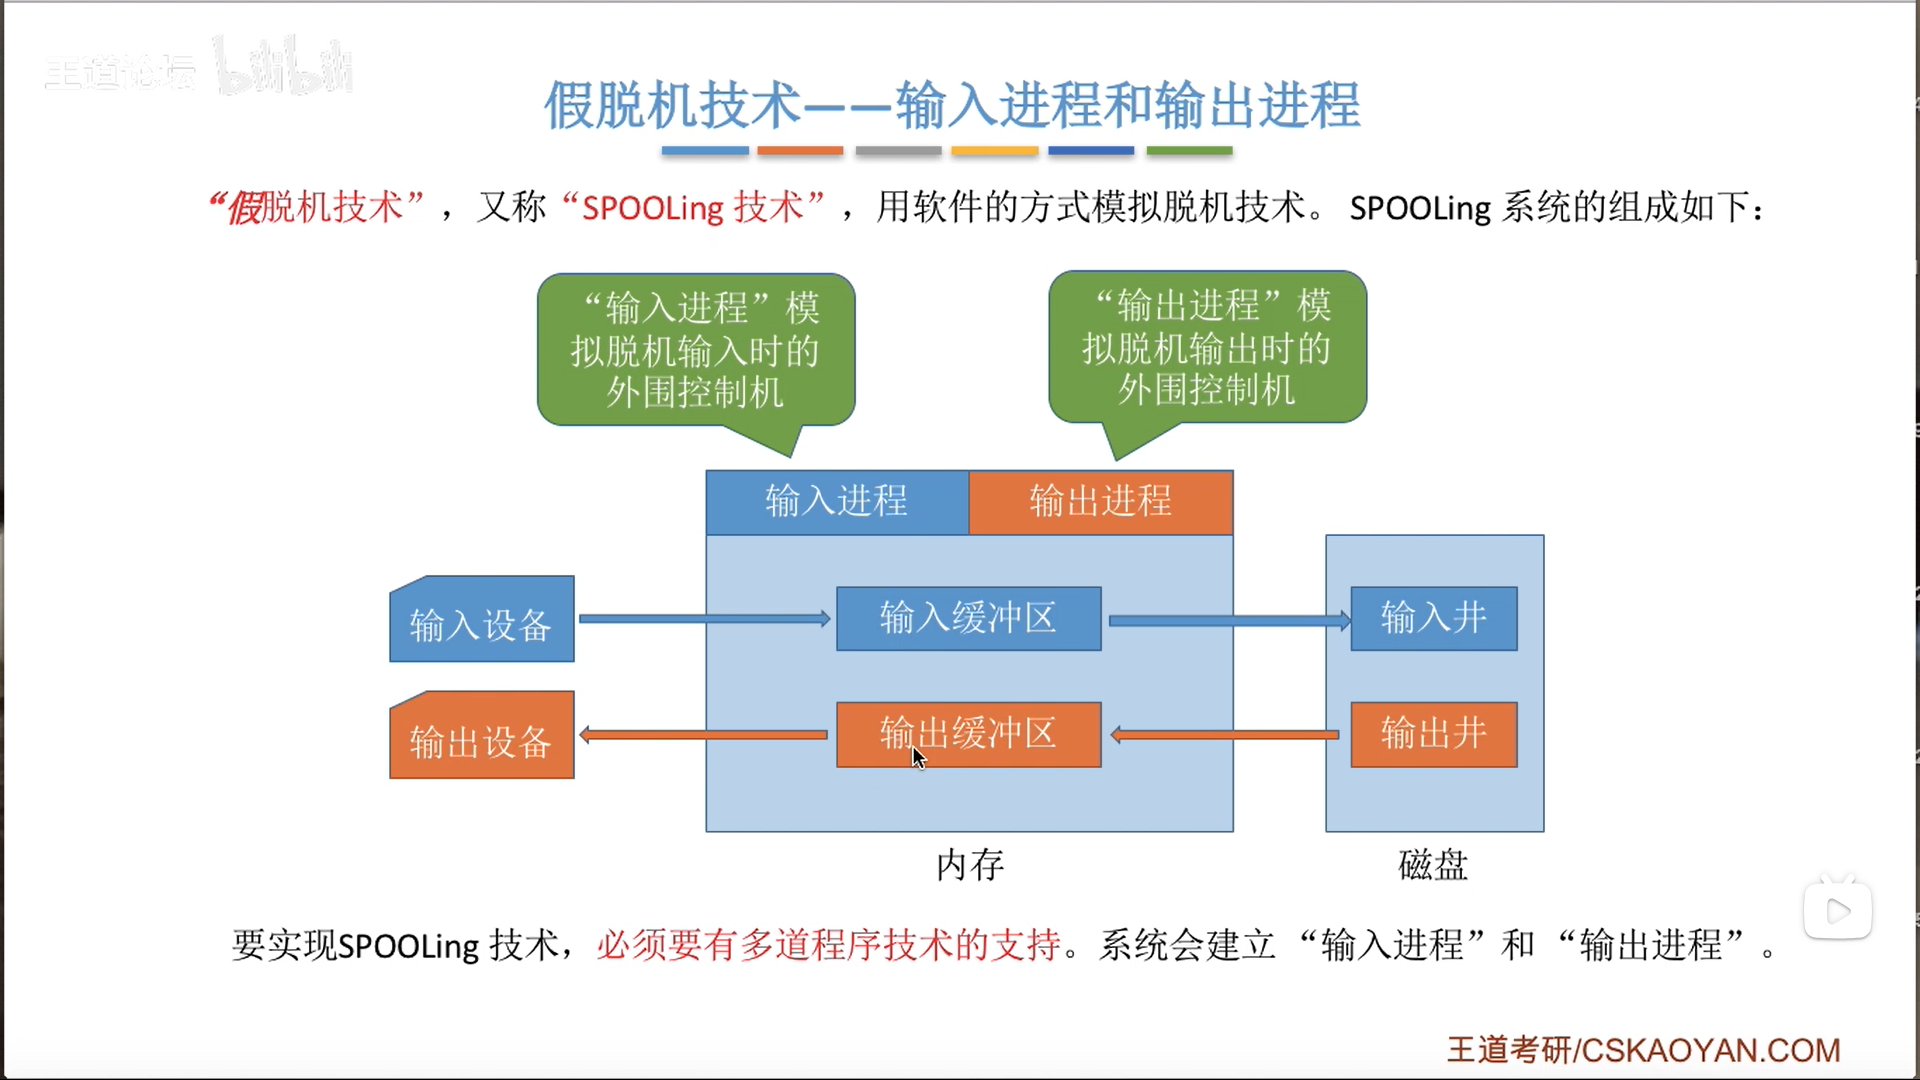 王道论坛 bilibili
假脱机技术——输入进程和输出进程
“假脱机技术”，又称“SPOOLing 技术”，用软件的方式模拟脱机技术。SPOOLing 系统的组成如下：
“输入进程”模
拟脱机输入时的
外围控制机
“输出进程”模
拟脱机输出时的
外围控制机
输入进程
输出进程
输入设备
输入缓冲区
输入井
输出设备
输出缓冲区
输出井
内存
磁盘
要实现SPOOLing 技术，必须要有多道程序技术的支持。系统会建立“输入进程”和“输出进程”。
王道考研/CSKAOYAN.COM